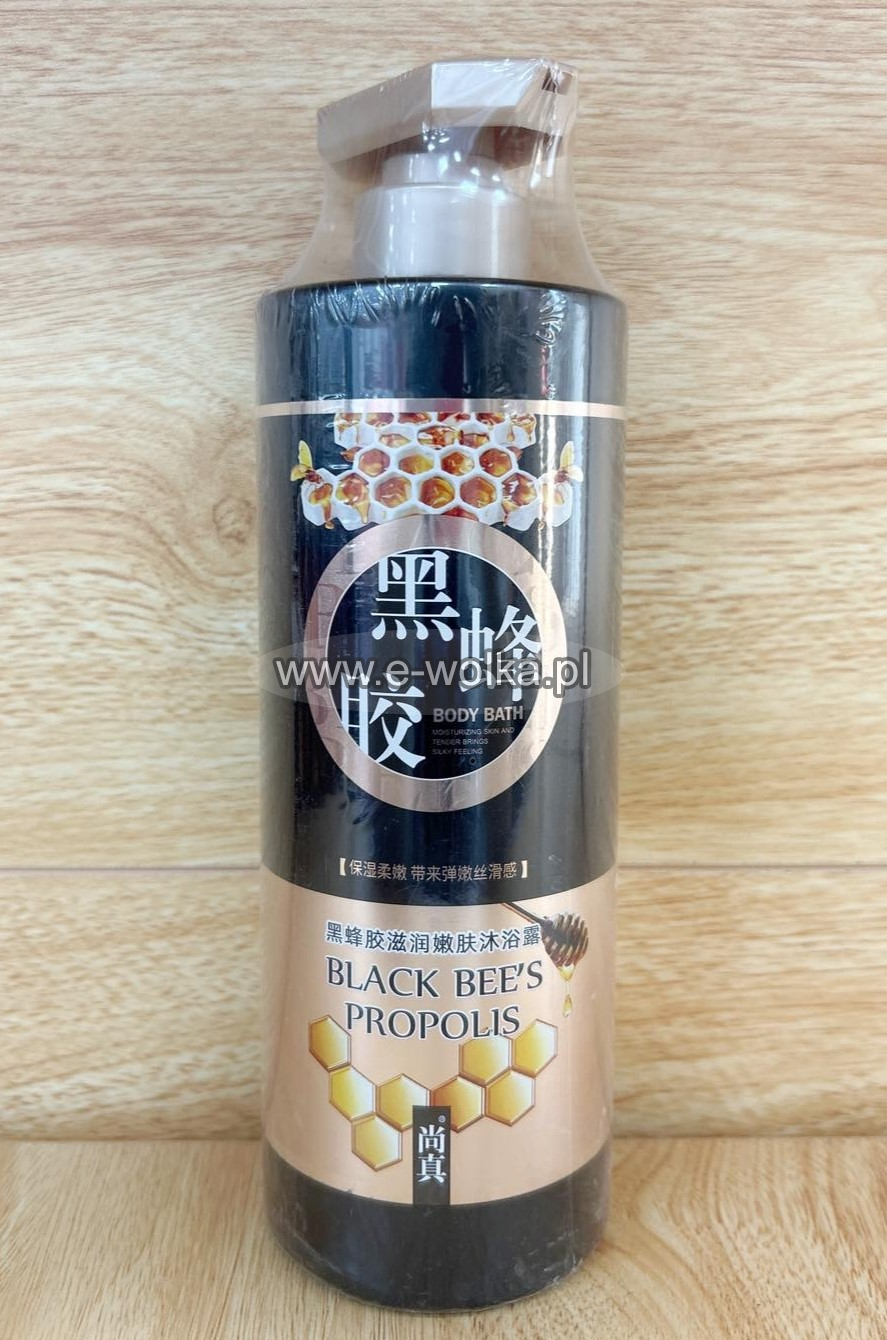 黑蜂胶
www.e-wolka.pl
BODY BATH
MOISTURIZING SKIN AND
TENDER BRINGS
SILKY FEELING
【保湿柔嫩 带来弹嫩丝滑感】
黑蜂胶滋润嫩肤沐浴露
BLACK BEE'S
PROPOLIS
尚真®